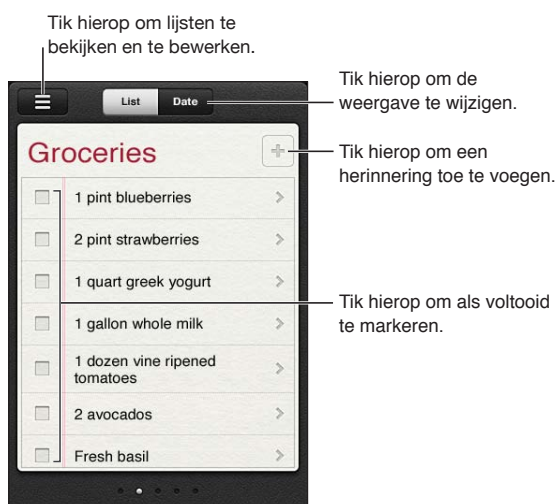 Tik hierop om lijsten te
bekijken en te bewerken.
List Date
Tik hierop om de
weergave te wijzigen.
Groceries
Tik hierop om een
herinnering toe te voegen.
1 pint blueberries
2 pint strawberries
1 quart greek yogurt
1 gallon whole milk
Tik hierop om als voltooid
te markeren.
1 dozen vine ripened
tomatoes
2 avocados
Fresh basil